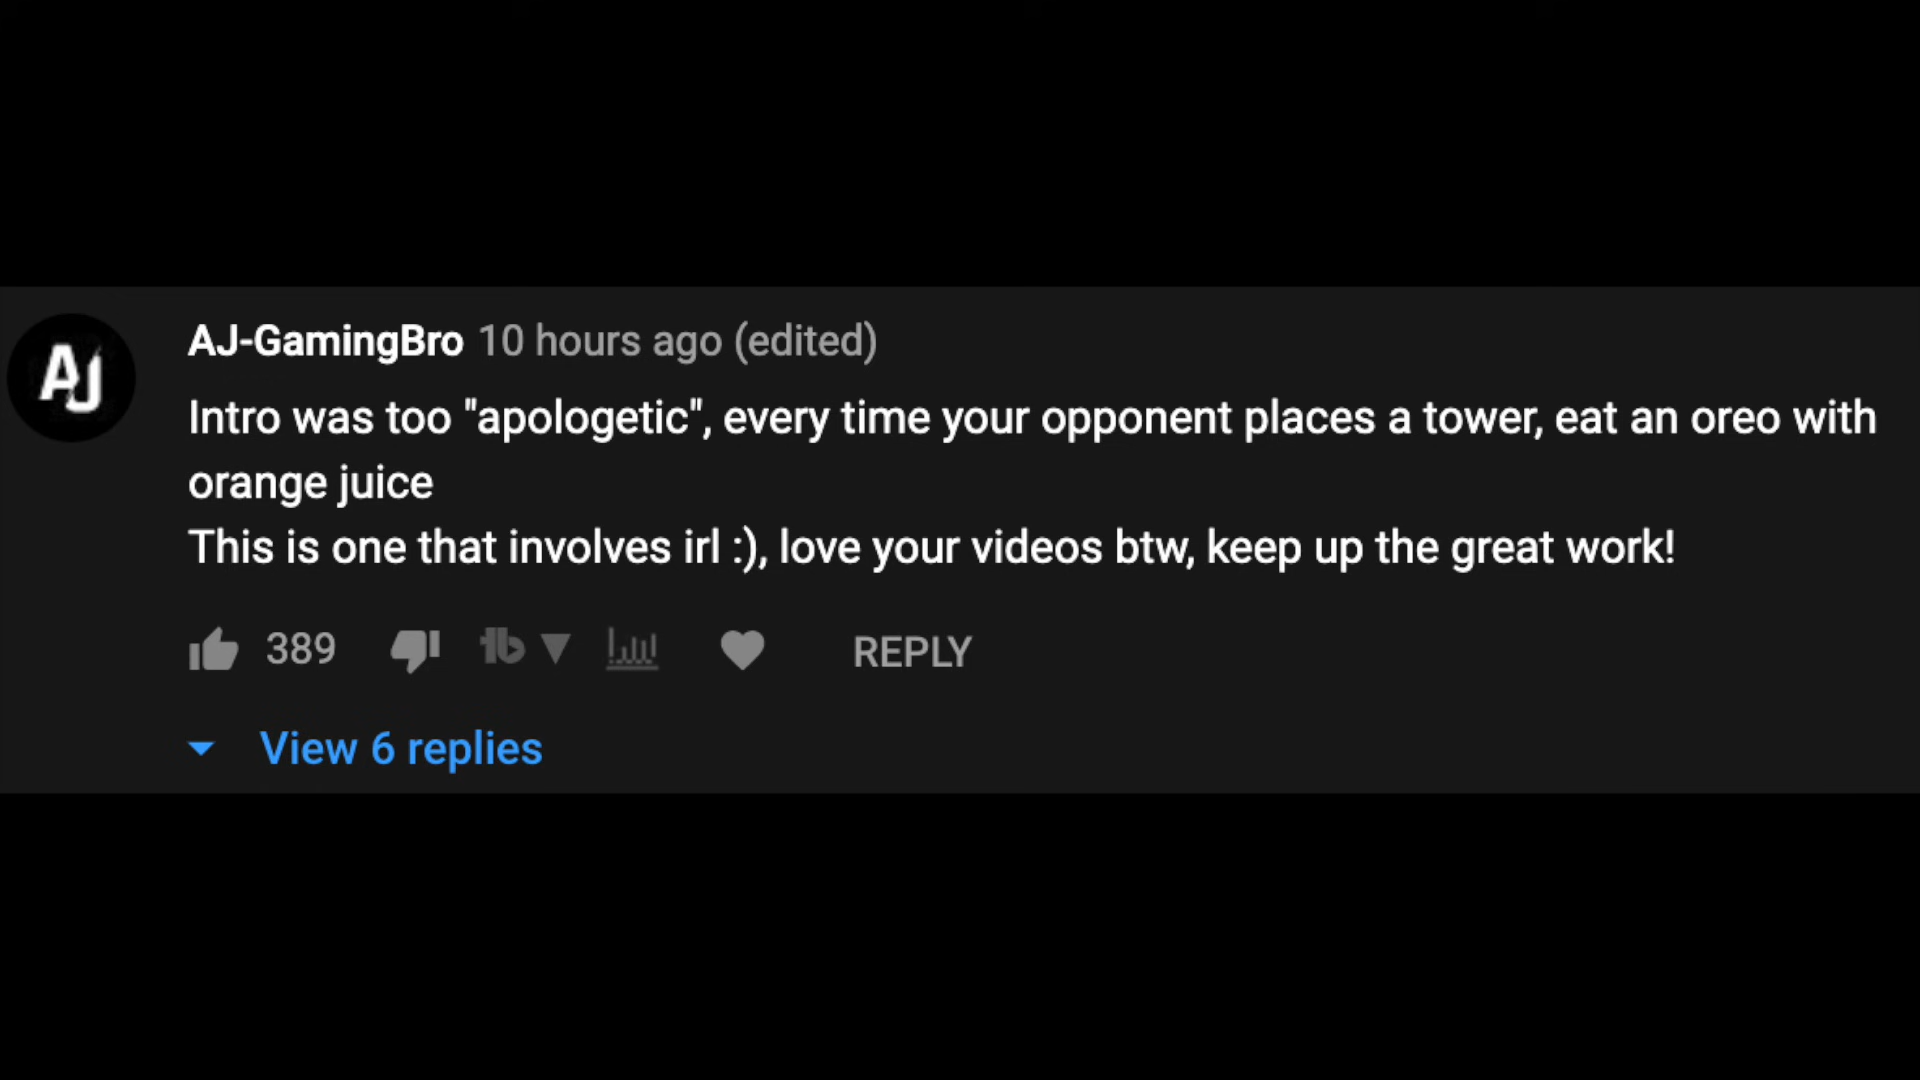 AJ
AJ-GamingBro 10 hours ago (edited)
Intro was too "apologetic", every time your opponent places a tower, eat an oreo with
orange juice
This is one that involves irl :), love your videos btw, keep up the great work!
389 tb REPLY
View 6 replies